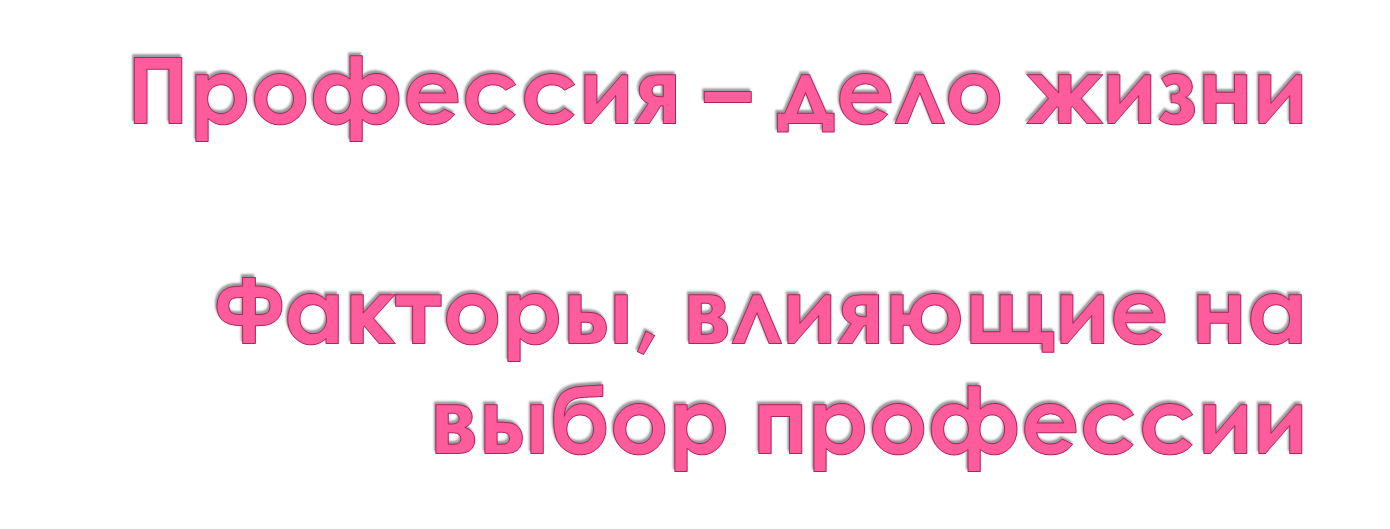 Профессия – дело жизни
Факторы, влияющие на
выбор профессии